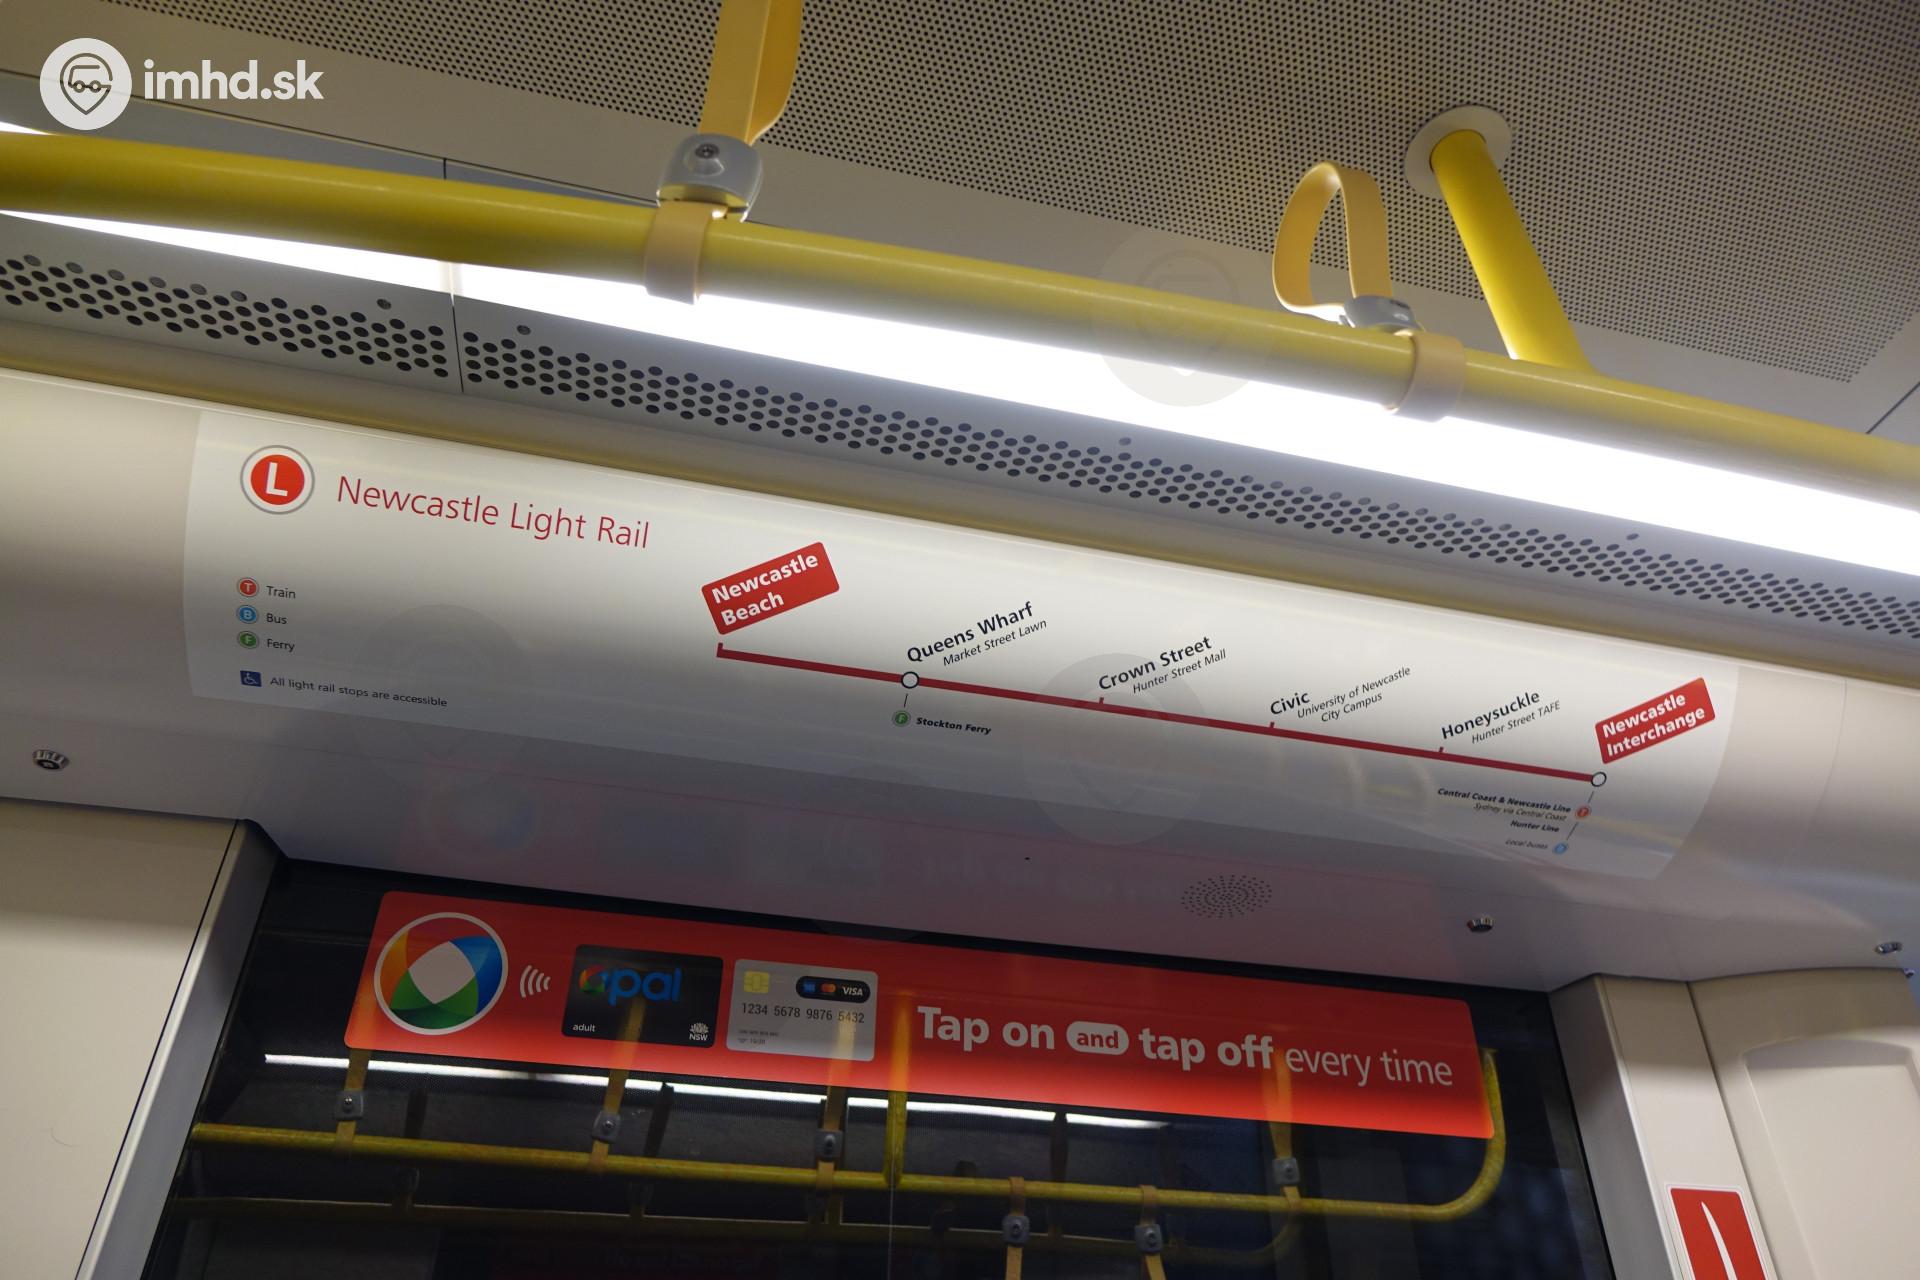 imhd.sk
L
Newcastle Light Rail
T Train
B Bus
F Ferry
All light rail stops are accessible
Newcastle
Beach
Queens Wharf
Market Street Lawn
F Stockton Ferry
Crown Street
Hunter Street Mall
Civic
University of Newcastle
City Campus
Honeysuckle
Hunter Street TAFE
Newcastle
Interchange
Central Coast & Newcastle Line
T
Sydney via Central Coast
Hunter Line
Local buses
opal
adult
NSW
VISA
1234 5678 9876 5432
Tap on and tap off every time